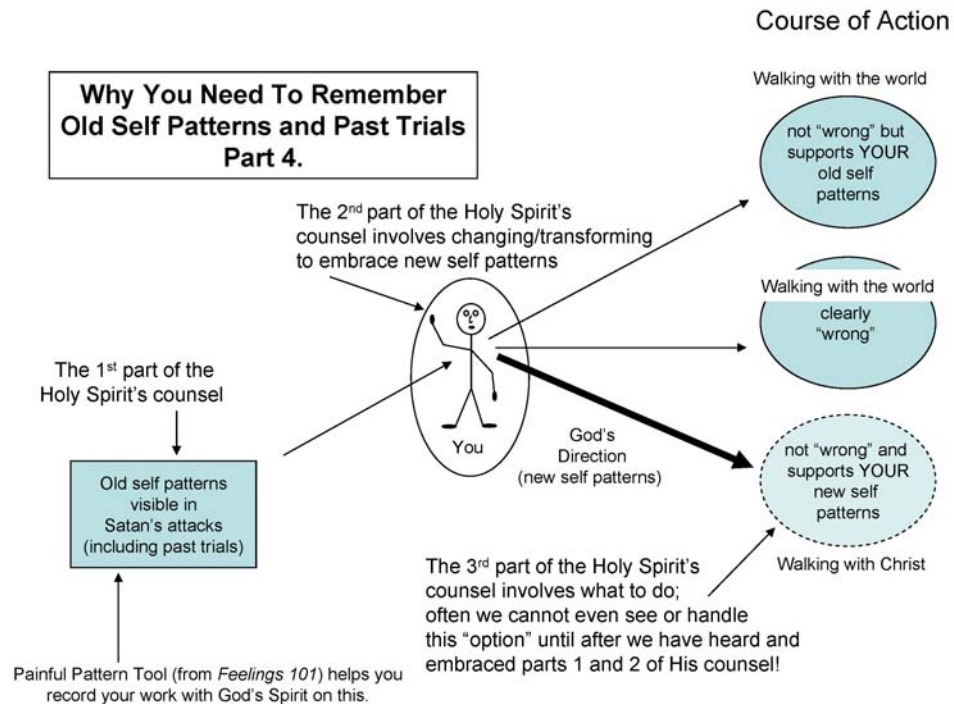 Course of Action
Why You Need To Remember
Old Self Patterns and Past Trials
Part 4.
Walking with the world
not “wrong” but
supports YOUR
old self
patterns
The 2nd part of the Holy Spirit’s
counsel involves changing/transforming
to embrace new self patterns
Walking with the world
clearly
“wrong”
The 1st part of the
Holy Spirit’s counsel
You
God’s
Direction
(new self patterns)
not “wrong” and
supports YOUR
new self
patterns
Walking with Christ
Old self patterns
visible in
Satan’s attacks
(including past trials)
The 3rd part of the Holy Spirit’s
counsel involves what to do;
often we cannot even see or handle
this “option” until after we have heard and
embraced parts 1 and 2 of His counsel!
Painful Pattern Tool (from Feelings 101) helps you
record your work with God’s Spirit on this.